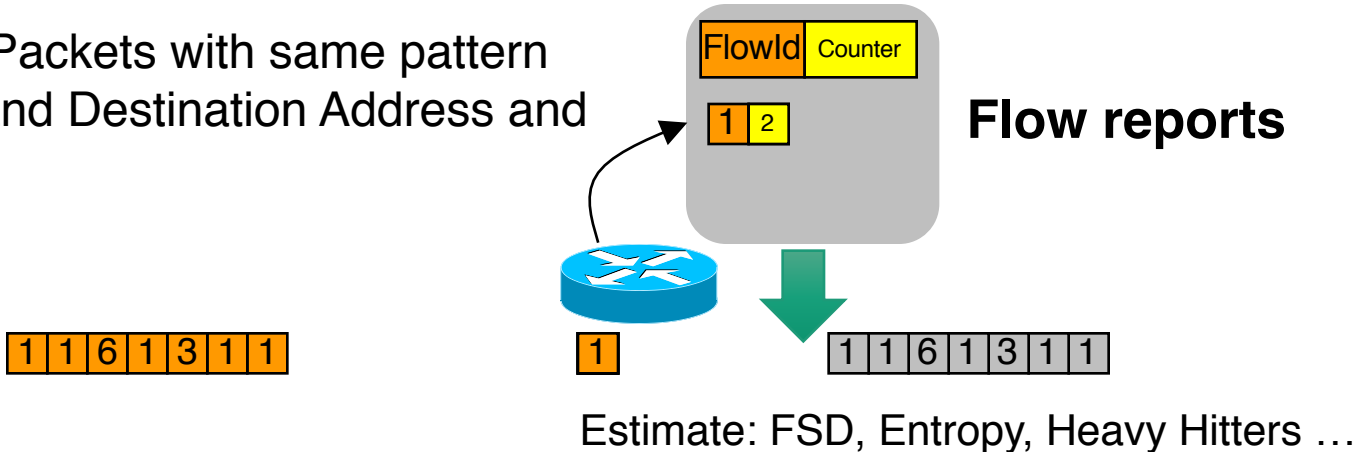 Packets with same pattern
nd Destination Address and
FlowId Counter
1 2
Flow reports
1 1 6 1 3 1 1
1
1 1 6 1 3 1 1
Estimate: FSD, Entropy, Heavy Hitters …